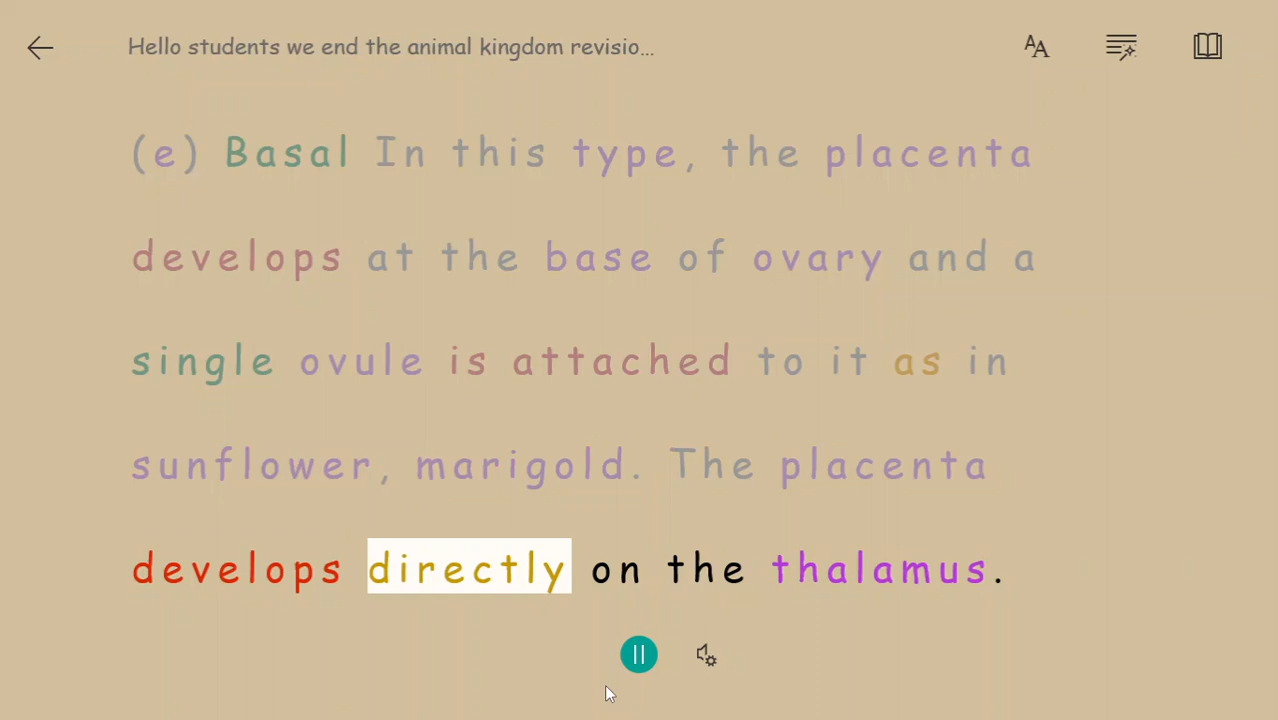 Hello students we end the animal kingdom revisio...
(e) Basal In this type, the placenta
develops at the base of ovary and a
single ovule is attached to it as in
sunflower, marigold. The placenta
develops directly on the thalamus.